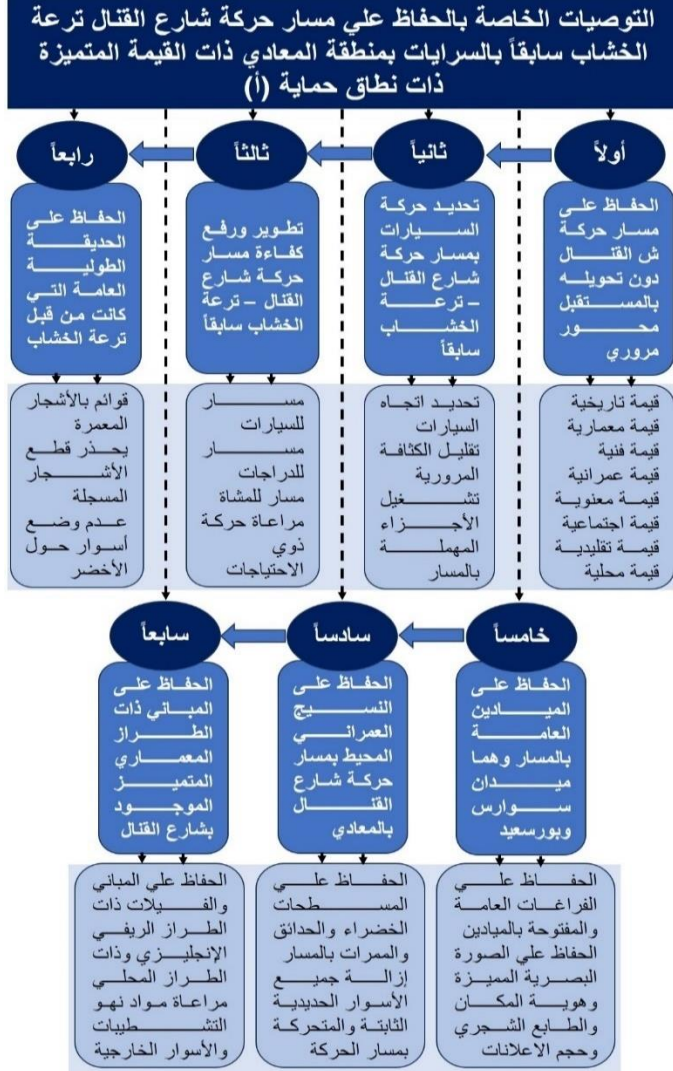 التوصيات الخاصة بالحفاظ علي مسار حركة شارع القنال ترعة
الخشاب سابقاً بالسرايات بمنطقة المعادي ذات القيمة المتميزة
ذات نطاق حماية (أ)
أولاً
الحفاظ على
مسار حركة
ش القنال
دون تحويله
بالمستقبل
محور
مروري
قيمة تاريخية
قيمة معمارية
قيمة فنية
قيمة عمرانية
قيمة معنوية
قيمة اجتماعية
قيمة تقليدية
قيمة محلية
ثانياً
تحديد حركة
السيارات
بمسار حركة
شارع القنال
– ترعة
الخشاب
سابقاً
تحديد اتجاه
السيارات
تقليل الكثافة
المرورية
تشغيل
الأجزاء
المهملة
بالمسار
ثالثاً
تطوير ورفع
كفاءة مسار
حركة شارع
القنال – ترعة
الخشاب سابقاً
مسار
للسيارات
مسار
للدراجات
مسار للمشاة
مراعاة حركة
ذوي
الاحتياجات
رابعاً
الحفاظ على
الحديقة
الطولية
العامة التي
كانت من قبل
ترعة الخشاب
قوائم بالأشجار
المعمرة
يحذر قطع
الأشجار
المسجلة
عدم وضع
أسوار حول
الأخضر
خامساً
الحفاظ على
الميادين
العامة
بالمسار وهما
ميدان
سوارس
وبورسعيد
الحفاظ علي
الفراغات العامة
والمفتوحة بالميادين
الحفاظ علي الصورة
البصرية المميزة
وهوية المكان
والطابع الشجري
وحجم الاعلانات
سادساً
الحفاظ على
النسيج
العمراني
المحيط بمسار
حركة شارع
القنال
بالمعادي
الحفاظ علي
المسطحات
الخضراء والحدائق
والممرات بالمسار
إزالة جميع
الأسوار الحديدية
الثابتة والمتحركة
بمسار الحركة
سابعاً
الحفاظ على
المباني ذات
الطراز
المعماري
المتميز
الموجود
بشارع القنال
الحفاظ علي المباني
والفيلات ذات
الطراز الريفي
الإنجليزي وذات
الطراز المحلي
مراعاة مواد نهو
التشطيبات
والأسوار الخارجية